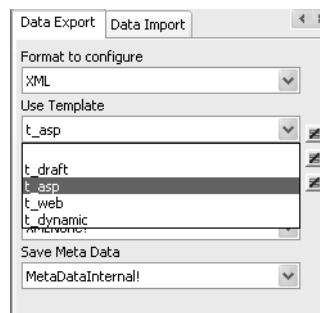 Data Export Data Import
Format to configure
XML
Use Template
t_asp
t_draft
t_asp
t_web
t_dynamic
Save Meta Data
MetaDataInternal!